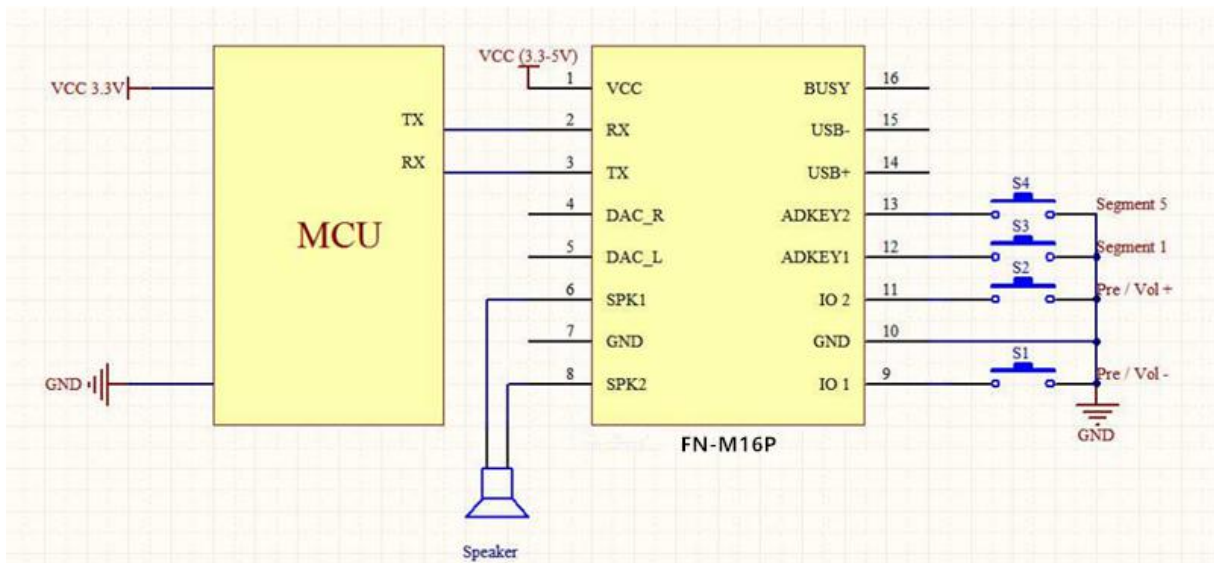 VCC 3.3V
GND
TX
RX
MCU
VCC (3.3-5V)
1 VCC
2 RX
3 TX
4 DAC_R
5 DAC_L
6 SPK1
7 GND
8 SPK2
BUSY 16
USB- 15
USB+ 14
ADKEY2 13
ADKEY1 12
IO 2 11
GND 10
IO 1 9
FN-M16P
S4
Segment 5
S3
Segment 1
S2
Pre / Vol +
S1
Pre / Vol -
GND
Speaker